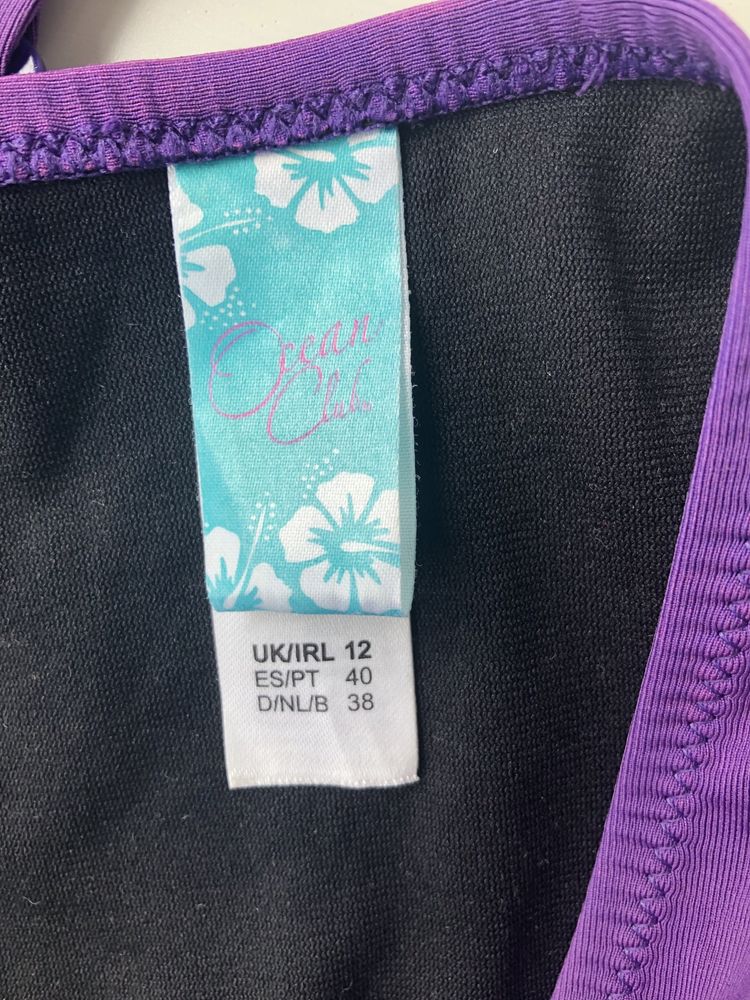 Ocean
Club
UK/IRL 12
ES/PT 40
D/NL/B 38